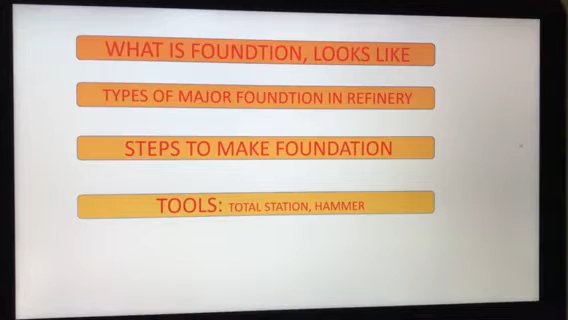 WHAT IS FOUNDTION, LOOKS LIKE
TYPES OF MAJOR FOUNDTION IN REFINERY
STEPS TO MAKE FOUNDATION
TOOLS: TOTAL STATION, HAMMER